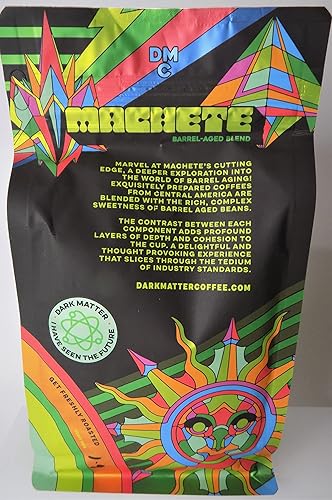 DM
C
MACHETE
BARREL-AGED BLEND
MARVEL AT MACHETE'S CUTTING
EDGE, A DEEPER EXPLORATION INTO
THE WORLD OF BARREL AGING!
EXQUISITELY PREPARED COFFEES
FROM CENTRAL AMERICA ARE
BLENDED WITH THE RICH, COMPLEX
SWEETNESS OF BARREL AGED BEANS.
THE CONTRAST BETWEEN EACH
COMPONENT ADDS PROFOUND
LAYERS OF DEPTH AND COHESION TO
THE CUP. A DELIGHTFUL AND
THOUGHT PROVOKING EXPERIENCE
THAT SLICES THROUGH THE TEDIUM
OF INDUSTRY STANDARDS.
DARKMATTERCOFFEE.COM
DARK MATTER
I HAVE SEEN THE FUTURE
GET FRESHLY ROASTED